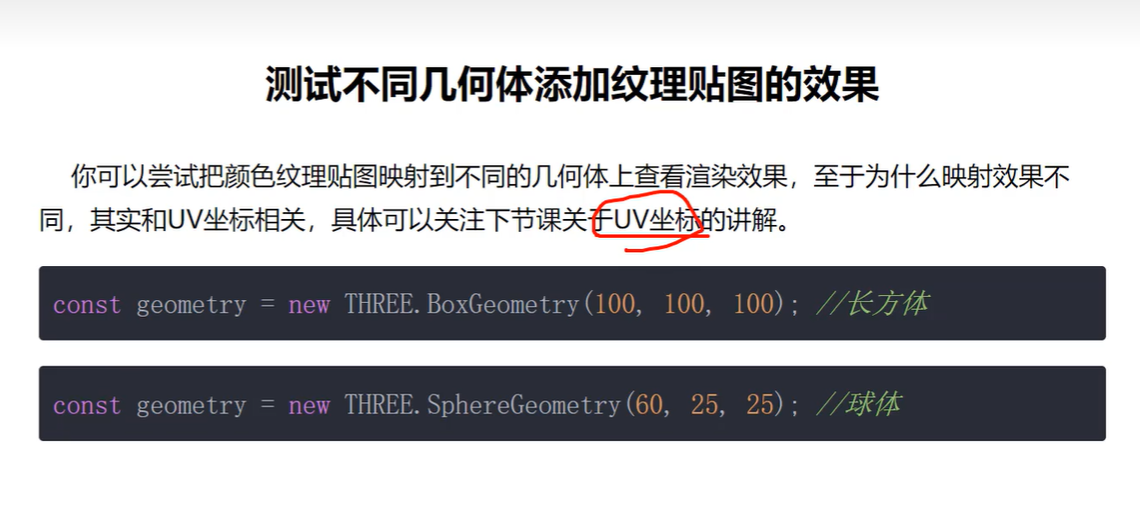 测试不同几何体添加纹理贴图的效果
你可以尝试把颜色纹理贴图映射到不同的几何体上查看渲染效果，至于为什么映射效果不
同，其实和UV坐标相关，具体可以关注下节课关于UV坐标的讲解。
const geometry = new THREE.BoxGeometry(100, 100, 100); //长方体
const geometry = new THREE.SphereGeometry(60, 25, 25); //球体